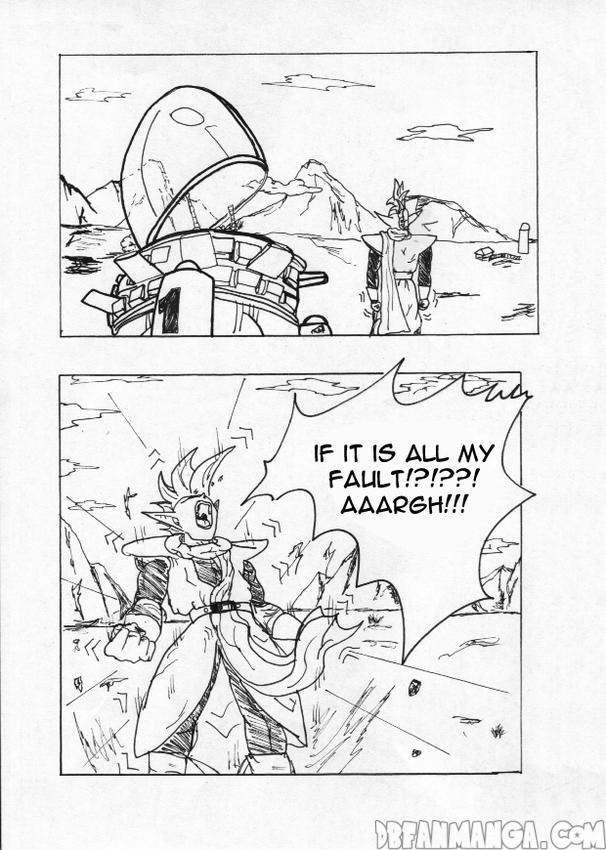 1
IF IT IS ALL MY
FAULT!?!??!
AAARGH!!!
DBFANMANGA.COM